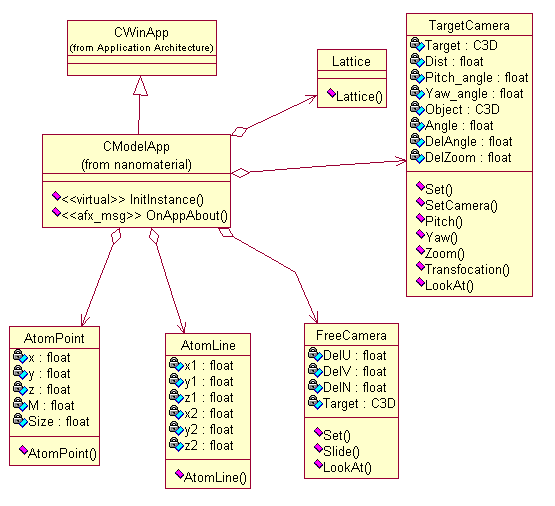 CWinApp
(from Application Architecture)
CModelApp
(from nanomaterial)
<<virtual>> InitInstance()
<<afx_msg>> OnAppAbout()
Lattice
Lattice()
TargetCamera
Target : C3D
Dist : float
Pitch_angle : float
Yaw_angle : float
Object : C3D
Angle : float
DelAngle : float
DelZoom : float
Set()
SetCamera()
Pitch()
Yaw()
Zoom()
Transfocation()
LookAt()
AtomPoint
x : float
y : float
z : float
M : float
Size : float
AtomPoint()
AtomLine
x1 : float
y1 : float
z1 : float
x2 : float
y2 : float
z2 : float
AtomLine()
FreeCamera
DelU : float
DelV : float
DelN : float
Target : C3D
Set()
Slide()
LookAt()